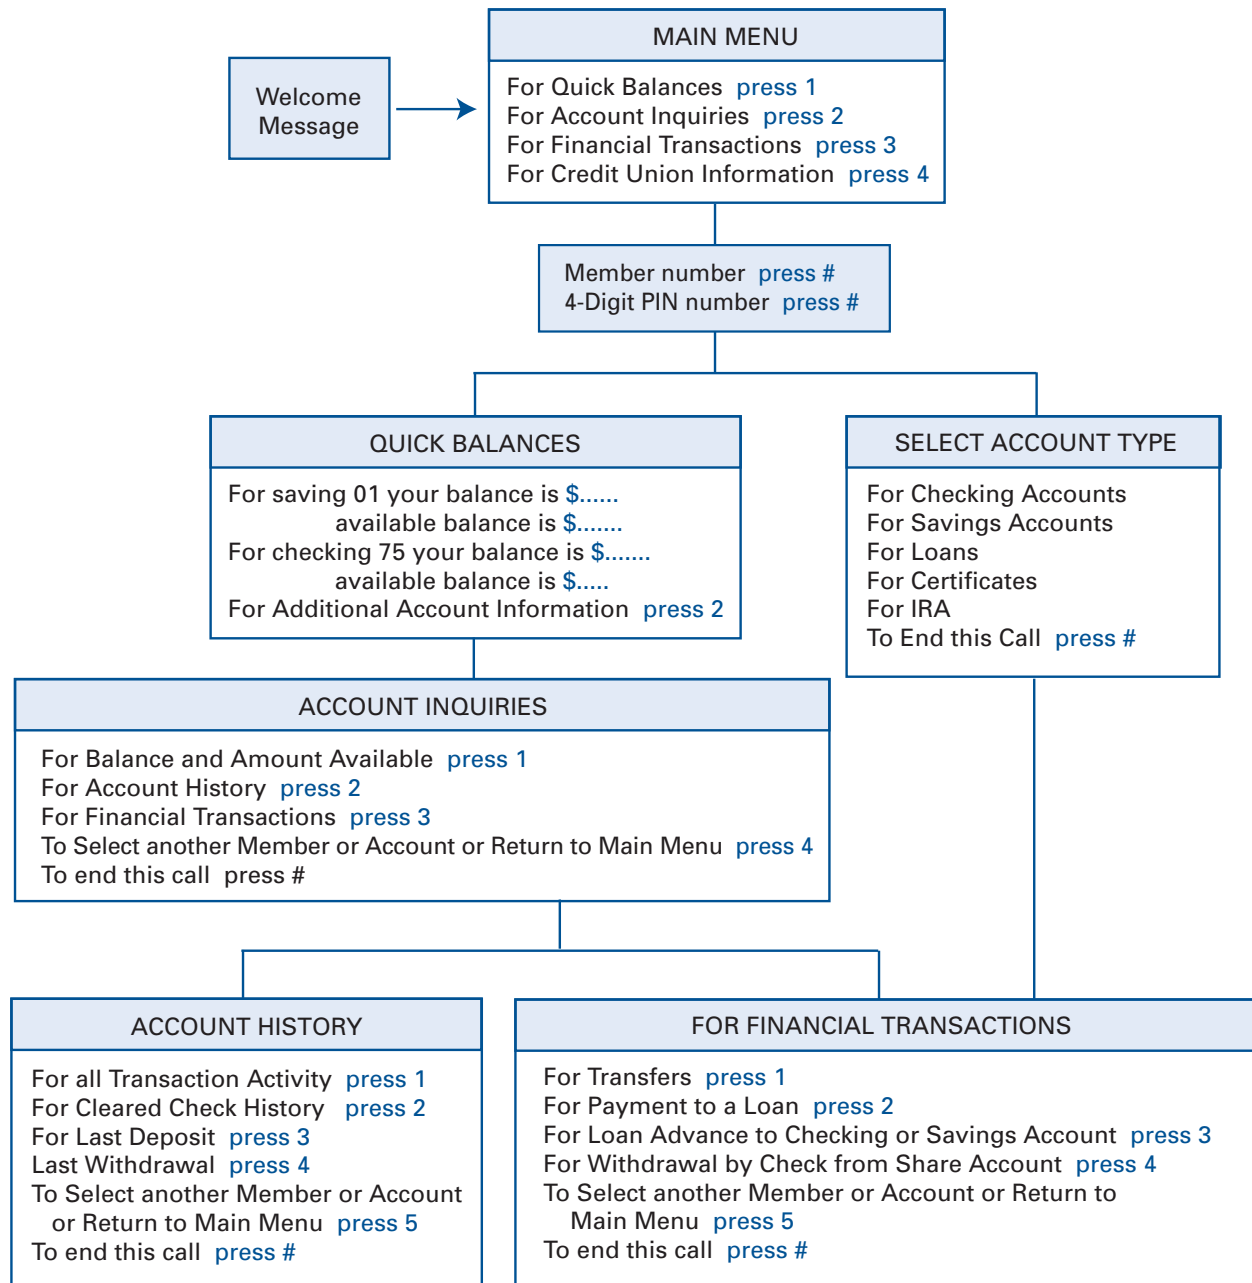 Welcome
Message
MAIN MENU
For Quick Balances press 1
For Account Inquiries press 2
For Financial Transactions press 3
For Credit Union Information press 4
Member number press #
4-Digit PIN number press #
QUICK BALANCES
For saving 01 your balance is $......
available balance is $.......
For checking 75 your balance is $.......
available balance is $.....
For Additional Account Information press 2
SELECT ACCOUNT TYPE
For Checking Accounts
For Savings Accounts
For Loans
For Certificates
For IRA
To End this Call press #
ACCOUNT INQUIRIES
For Balance and Amount Available press 1
For Account History press 2
For Financial Transactions press 3
To Select another Member or Account or Return to Main Menu press 4
To end this call press #
ACCOUNT HISTORY
For all Transaction Activity press 1
For Cleared Check History press 2
For Last Deposit press 3
Last Withdrawal press 4
To Select another Member or Account
or Return to Main Menu press 5
To end this call press #
FOR FINANCIAL TRANSACTIONS
For Transfers press 1
For Payment to a Loan press 2
For Loan Advance to Checking or Savings Account press 3
For Withdrawal by Check from Share Account press 4
To Select another Member or Account or Return to
Main Menu press 5
To end this call press #